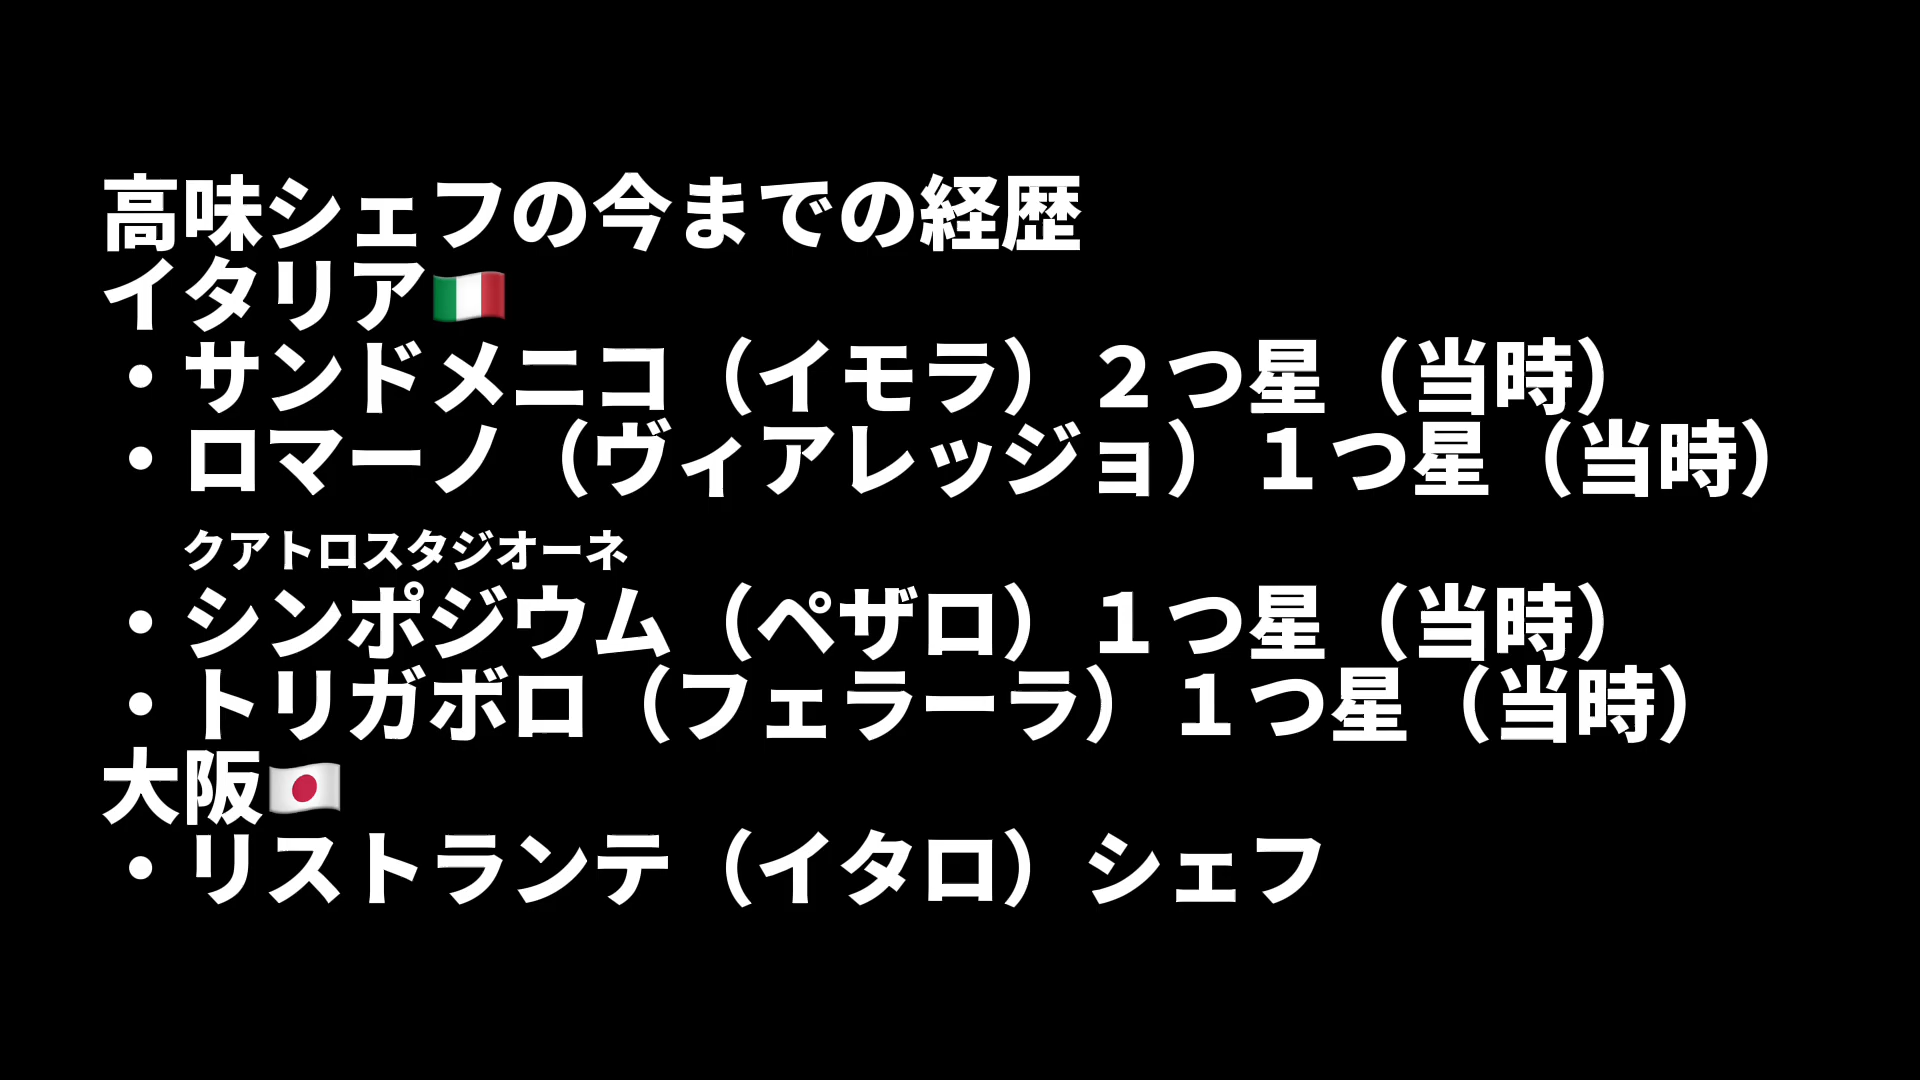 高味シェフの今までの経歴
イタリア🇮🇹
・サンドメニコ（イモラ）２つ星（当時）
・ロマーノ（ヴィアレッジョ）１つ星（当時）
クアトロスタジオーネ
・シンポジウム（ペザロ）１つ星（当時）
・トリガボロ（フェラーラ）１つ星（当時）
大阪🇯🇵
・リストランテ（イタロ）シェフ